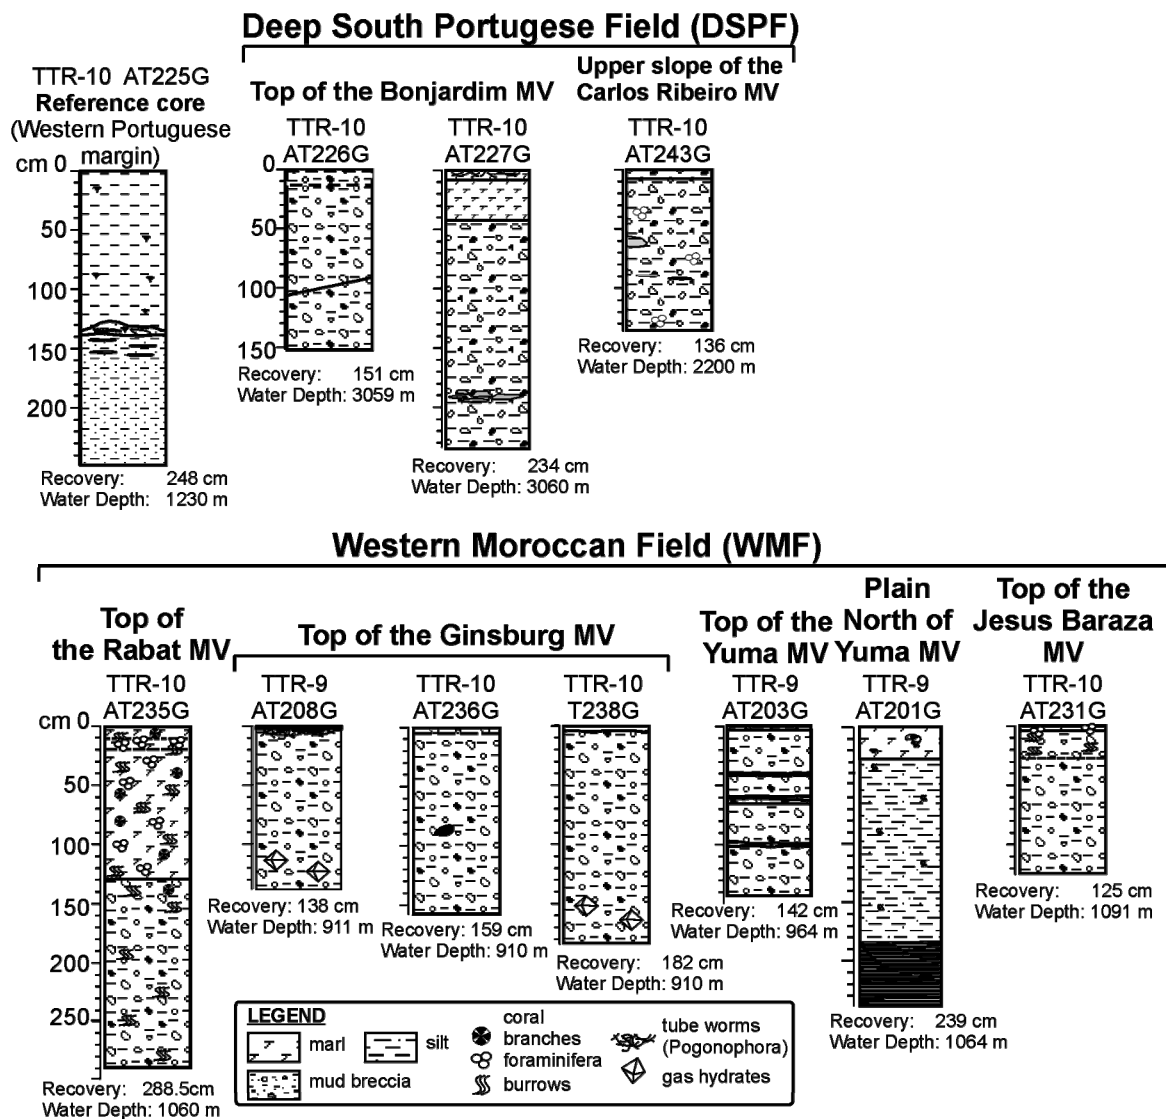 Deep South Portugese Field (DSPF)
TTR-10 AT225G
Reference core
(Western Portuguese
margin)
Top of the Bonjardim MV
Upper slope of the
Carlos Ribeiro MV
TTR-10
AT226G
TTR-10
AT227G
TTR-10
AT243G
cm 0
50
100
150
200
0
50
100
150
Recovery: 248 cm
Water Depth: 1230 m
Recovery: 151 cm
Water Depth: 3059 m
Recovery: 234 cm
Water Depth: 3060 m
Recovery: 136 cm
Water Depth: 2200 m
Western Moroccan Field (WMF)
Top of
the Rabat MV
Top of the Ginsburg MV
Top of the
Yuma MV
Plain
North of
Yuma MV
Top of the
Jesus Baraza
MV
TTR-10
AT235G
TTR-9
AT208G
TTR-10
AT236G
TTR-10
T238G
TTR-9
AT203G
TTR-9
AT201G
TTR-10
AT231G
cm 0
50
100
150
200
250
Recovery: 288.5cm
Water Depth: 1060 m
Recovery: 138 cm
Water Depth: 911 m
Recovery: 159 cm
Water Depth: 910 m
Recovery: 182 cm
Water Depth: 910 m
Recovery: 142 cm
Water Depth: 964 m
Recovery: 239 cm
Water Depth: 1064 m
Recovery: 125 cm
Water Depth: 1091 m
LEGEND
marl
silt
mud breccia
coral
branches
foraminifera
burrows
tube worms
(Pogonophora)
gas hydrates